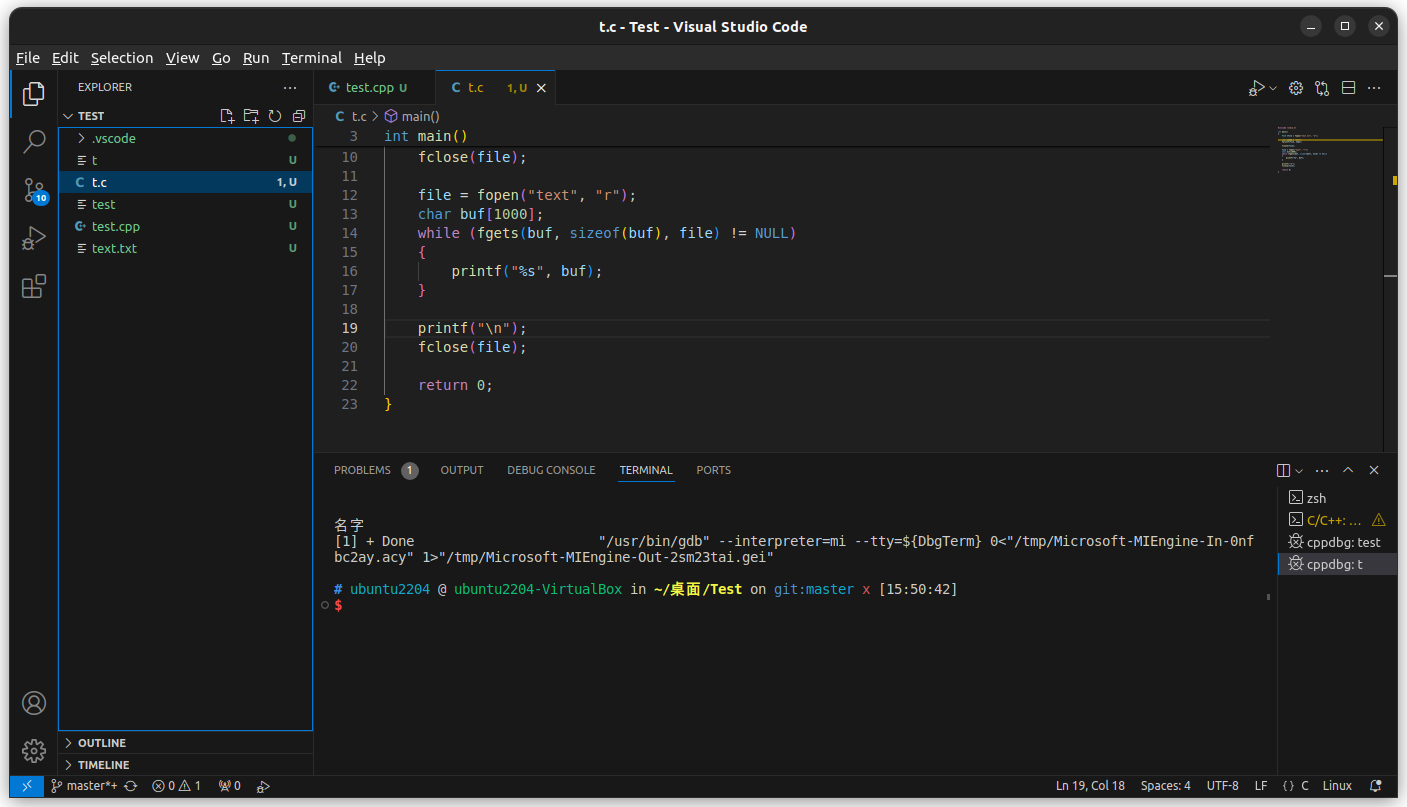 t.c - Test - Visual Studio Code
File Edit Selection View Go Run Terminal Help
EXPLORER
TEST
.vscode
t U
t.c 1, U
test U
test.cpp U
text.txt U
10
OUTLINE
TIMELINE
test.cpp U
C t.c 1, U
C t.c > main()
3 int main()
10 fclose(file);
11
12 file = fopen("text", "r");
13 char buf[1000];
14 while (fgets(buf, sizeof(buf), file) != NULL)
15 {
16 printf("%s", buf);
17 }
18
19 printf("\n");
20 fclose(file);
21
22 return 0;
23 }
PROBLEMS 1 OUTPUT DEBUG CONSOLE TERMINAL PORTS
名字
[1] + Done "/usr/bin/gdb" --interpreter=mi --tty=${DbgTerm} 0<"/tmp/Microsoft-MIEngine-In-0nf
bc2ay.acy" 1>"/tmp/Microsoft-MIEngine-Out-2sm23tai.gei"
# ubuntu2204 @ ubuntu2204-VirtualBox in ~/桌面/Test on git:master x [15:50:42]
$
zsh
C/C++: ...
cppdbg: test
cppdbg: t
master*+ 0 1 0 Ln 19, Col 18 Spaces: 4 UTF-8 LF {} C Linux